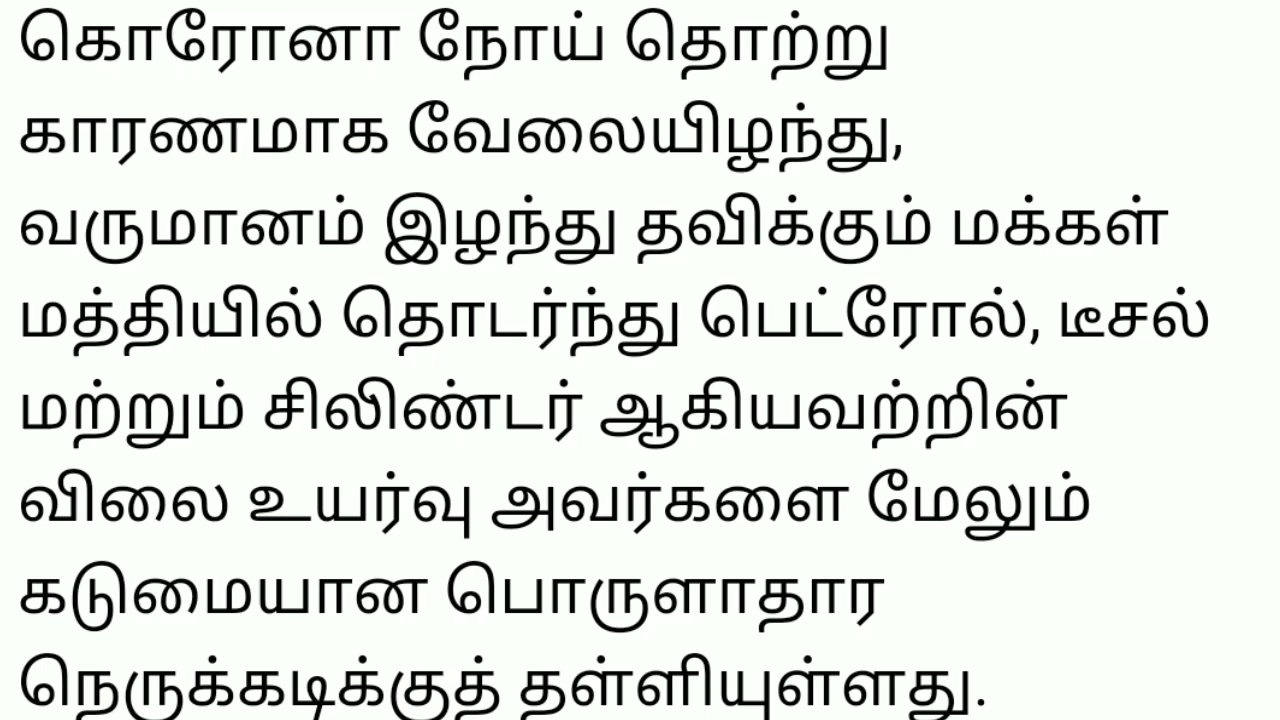 கொரோனா நோய் தொற்று
காரணமாக வேலையிழந்து,
வருமானம் இழந்து தவிக்கும் மக்கள்
மத்தியில் தொடர்ந்து பெட்ரோல், டீசல்
மற்றும் சிலிண்டர் ஆகியவற்றின்
விலை உயர்வு அவர்களை மேலும்
கடுமையான பொருளாதார
நெருக்கடிக்குத் தள்ளியுள்ளது.